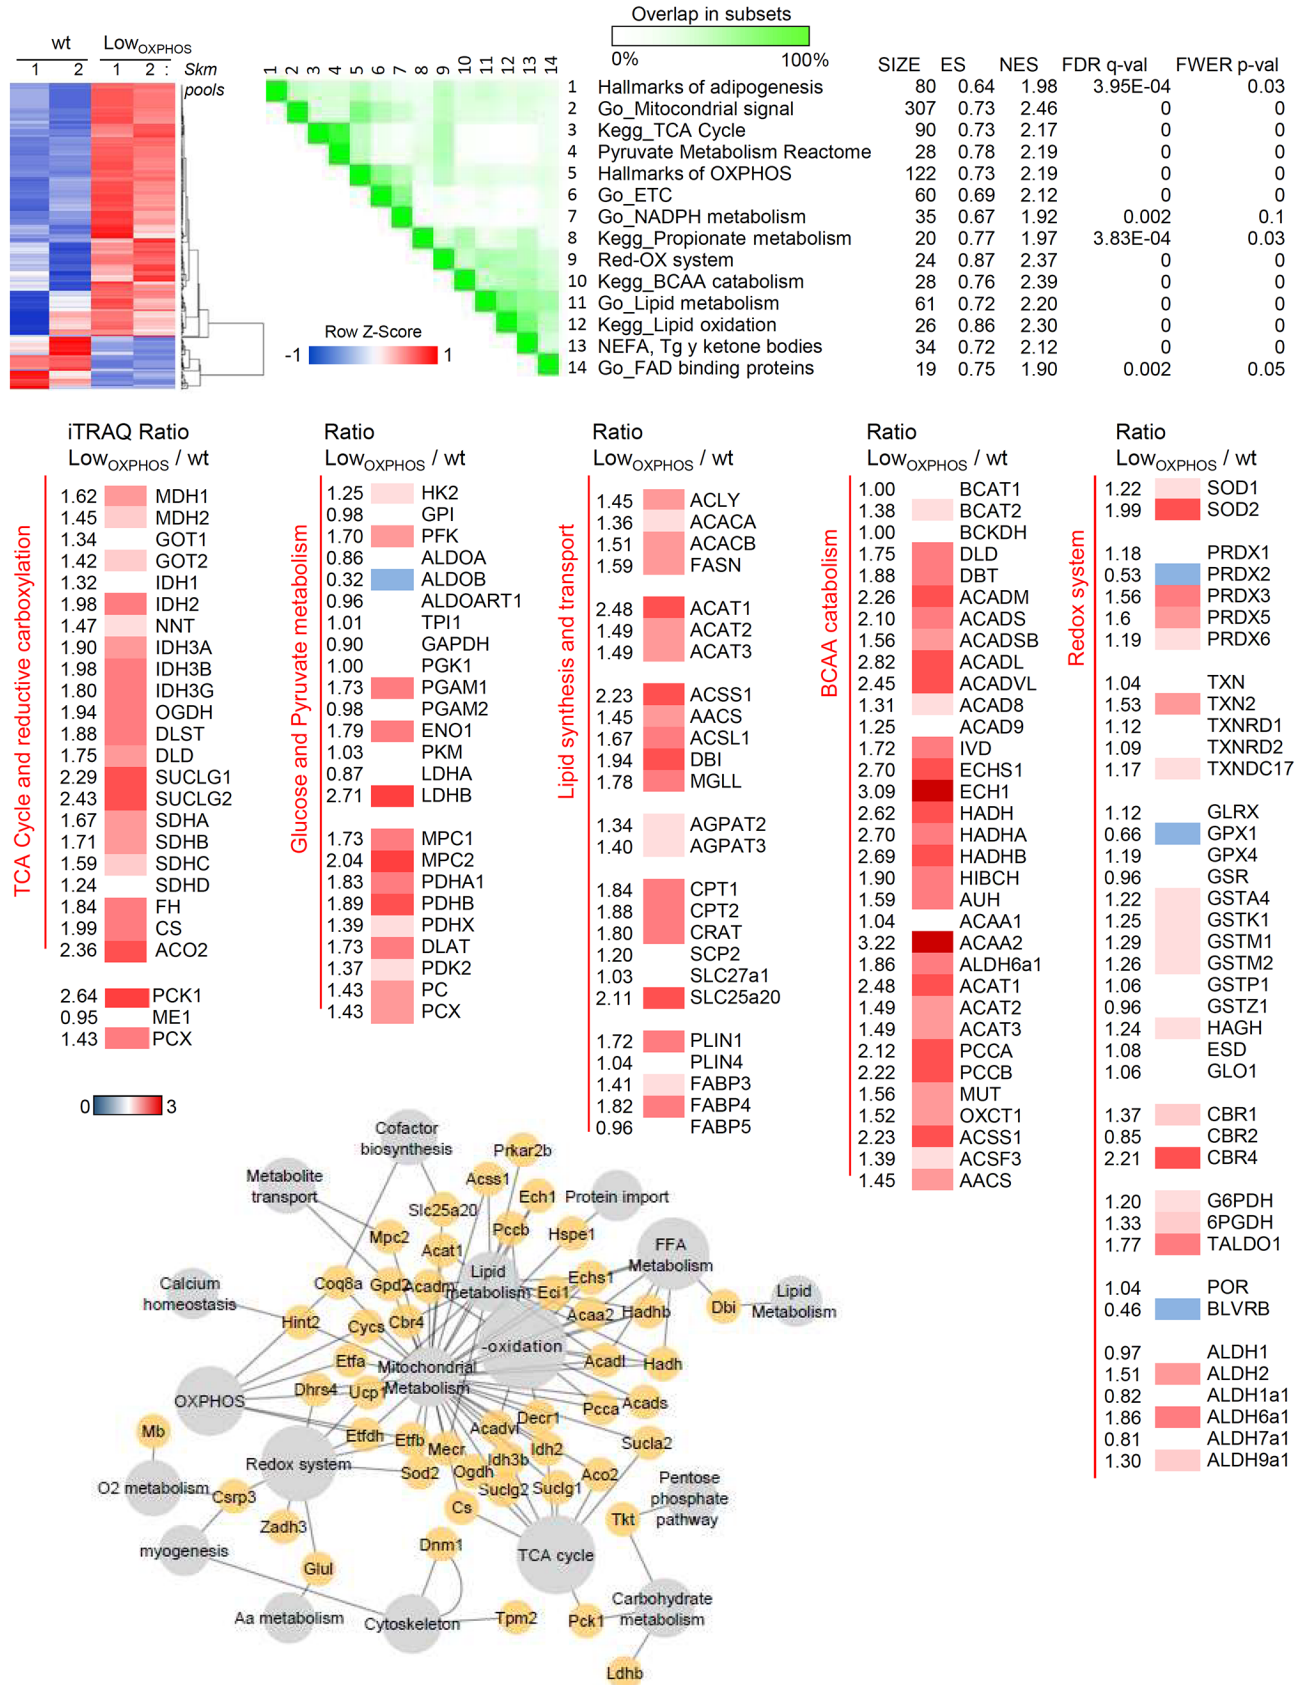 Overlap in subsets
0% 100%
wt LowOXPHOS
1 2 1 2 : Skm pools
1 2 3 4 5 6 7 8 9 10 11 12 13 14
SIZE ES NES FDR q-val FWER p-val
1 Hallmarks of adipogenesis 80 0.64 1.98 3.95E-04 0.03
2 Go_Mitocondrial signal 307 0.73 2.46 0 0
3 Kegg_TCA Cycle 90 0.73 2.17 0 0
4 Pyruvate Metabolism Reactome 28 0.78 2.19 0 0
5 Hallmarks of OXPHOS 122 0.73 2.19 0 0
6 Go_ETC 60 0.69 2.12 0 0
7 Go_NADPH metabolism 35 0.67 1.92 0.002 0.1
8 Kegg_Propionate metabolism 20 0.77 1.97 3.83E-04 0.03
9 Red-OX system 24 0.87 2.37 0 0
10 Kegg_BCAA catabolism 28 0.76 2.39 0 0
11 Go_Lipid metabolism 61 0.72 2.20 0 0
12 Kegg_Lipid oxidation 26 0.86 2.30 0 0
13 NEFA, Tg y ketone bodies 34 0.72 2.12 0 0
14 Go_FAD binding proteins 19 0.75 1.90 0.002 0.05
Row Z-Score
-1 1
iTRAQ Ratio
LowOXPHOS / wt
TCA Cycle and reductive carboxylation
1.62 MDH1
1.45 MDH2
1.34 GOT1
1.42 GOT2
1.32 IDH1
1.98 IDH2
1.47 NNT
1.90 IDH3A
1.98 IDH3B
1.80 IDH3G
1.94 OGDH
1.88 DLST
1.75 DLD
2.29 SUCLG1
2.43 SUCLG2
1.67 SDHA
1.71 SDHB
1.59 SDHC
1.24 SDHD
1.84 FH
1.99 CS
2.36 ACO2
2.64 PCK1
0.95 ME1
1.43 PCX
0 3
Ratio
LowOXPHOS / wt
Glucose and Pyruvate metabolism
1.25 HK2
0.98 GPI
1.70 PFK
0.86 ALDOA
0.32 ALDOB
0.96 ALDOART1
1.01 TPI1
0.90 GAPDH
1.00 PGK1
1.73 PGAM1
0.98 PGAM2
1.79 ENO1
1.03 PKM
0.87 LDHA
2.71 LDHB
1.73 MPC1
2.04 MPC2
1.83 PDHA1
1.89 PDHB
1.39 PDHX
1.73 DLAT
1.37 PDK2
1.43 PC
1.43 PCX
Ratio
LowOXPHOS / wt
Lipid synthesis and transport
1.45 ACLY
1.36 ACACA
1.51 ACACB
1.59 FASN
2.48 ACAT1
1.49 ACAT2
1.49 ACAT3
2.23 ACSS1
1.45 AACS
1.67 ACSL1
1.94 DBI
1.78 MGLL
1.34 AGPAT2
1.40 AGPAT3
1.84 CPT1
1.88 CPT2
1.80 CRAT
1.20 SCP2
1.03 SLC27a1
2.11 SLC25a20
1.72 PLIN1
1.04 PLIN4
1.41 FABP3
1.82 FABP4
0.96 FABP5
Ratio
LowOXPHOS / wt
BCAA catabolism
1.00 BCAT1
1.38 BCAT2
1.00 BCKDH
1.75 DLD
1.88 DBT
2.26 ACADM
2.10 ACADS
1.56 ACADSB
2.82 ACADL
2.45 ACADVL
1.31 ACAD8
1.25 ACAD9
1.72 IVD
2.70 ECHS1
3.09 ECH1
2.62 HADH
2.70 HADHA
2.69 HADHB
1.90 HIBCH
1.59 AUH
1.04 ACAA1
3.22 ACAA2
1.86 ALDH6a1
2.48 ACAT1
1.49 ACAT2
1.49 ACAT3
2.12 PCCA
2.22 PCCB
1.56 MUT
1.52 OXCT1
2.23 ACSS1
1.39 ACSF3
1.45 AACS
Ratio
LowOXPHOS / wt
Redox system
1.22 SOD1
1.99 SOD2
1.18 PRDX1
0.53 PRDX2
1.56 PRDX3
1.6 PRDX5
1.19 PRDX6
1.04 TXN
1.53 TXN2
1.12 TXNRD1
1.09 TXNRD2
1.17 TXNDC17
1.12 GLRX
0.66 GPX1
1.19 GPX4
0.96 GSR
1.22 GSTA4
1.25 GSTK1
1.29 GSTM1
1.26 GSTM2
1.06 GSTP1
0.96 GSTZ1
1.24 HAGH
1.08 ESD
1.06 GLO1
1.37 CBR1
0.85 CBR2
2.21 CBR4
1.20 G6PDH
1.33 6PGDH
1.77 TALDO1
1.04 POR
0.46 BLVRB
0.97 ALDH1
1.51 ALDH2
0.82 ALDH1a1
1.86 ALDH6a1
0.81 ALDH7a1
1.30 ALDH9a1
Cofactor
biosynthesis
Prkar2b
Metabolite
transport
Acss1
Ech1
Protein import
Slc25a20
Mpc2
Pccb
Hspe1
Acat1
FFA
Metabolism
Calcium
homeostasis
Coq8a
Gpd2
Acadm
Lipid
metabolism
Echs1
Eci1
Lipid
Metabolism
Hint2
Cycs
Cbr4
Acaa2
Hadhb
Dbi
-oxidation
Etfa
Mitochondrial
Metabolism
Acadl
Hadh
OXPHOS
Dhrs4
Ucp1
Pcca
Acads
Mb
Etfdh
Etfb
Mecr
Acadvl
Decr1
Idh2
Sucla2
Redox system
Sod2
Ogdh
Idh3b
Aco2
O2 metabolism
Csrp3
Cs
Suclg2
Suclg1
Pentose
phosphate
pathway
Zadh3
Tkt
myogenesis
Glul
Dnm1
TCA cycle
Aa metabolism
Cytoskeleton
Tpm2
Pck1
Carbohydrate
metabolism
Ldhb